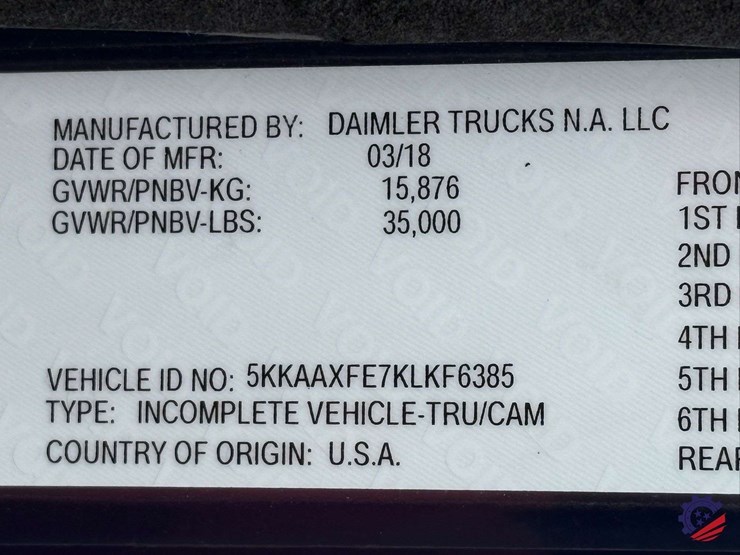 MANUFACTURED BY: DAIMLER TRUCKS N.A. LLC
DATE OF MFR: 03/18
GVWR/PNBV-KG: 15,876
GVWR/PNBV-LBS: 35,000
VEHICLE ID NO: 5KKAAXFE7KLKF6385
TYPE: INCOMPLETE VEHICLE-TRU/CAM
COUNTRY OF ORIGIN: U.S.A.
1ST
2ND
3RD
4TH
5TH
6TH